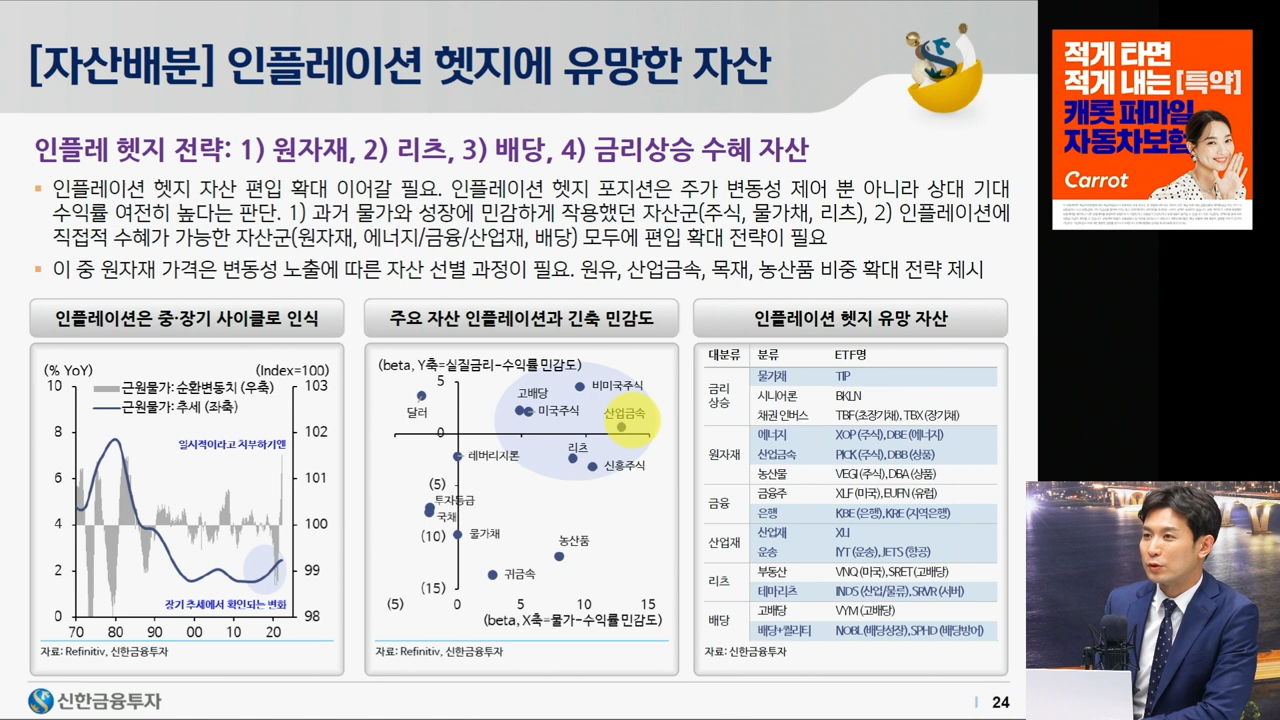 [자산배분] 인플레이션 헷지에 유망한 자산
인플레 헷지 전략: 1) 원자재, 2) 리츠, 3) 배당, 4) 금리상승 수혜 자산
인플레이션 헷지 자산 편입 확대 이어갈 필요. 인플레이션 헷지 포지션은 주가 변동성 제어 뿐 아니라 상대 기대
수익률 여전히 높다는 판단. 1) 과거 물가와 성장이 민감하게 작용했던 자산군(주식, 물가채, 리츠), 2) 인플레이션에
직접적 수혜가 가능한 자산군(원자재, 에너지/금융/산업재, 배당) 모두에 편입 확대 전략이 필요
이 중 원자재 가격은 변동성 노출에 따른 자산 선별 과정이 필요. 원유, 산업금속, 목재, 농산품 비중 확대 전략 제시
인플레이션은 중·장기 사이클로 인식
(% YoY) (Index=100)
근원물가: 순환변동치 (우축)
근원물가: 추세 (좌축)
10 103
8 102
일시적이라고 치부하기엔
6 101
4 100
2 99
장기 추세에서 확인되는 변화
0 98
70 80 90 00 10 20
자료: Refinitiv, 신한금융투자
주요 자산 인플레이션과 긴축 민감도
(beta, Y축=실질금리-수익률 민감도)
5
비미국주식
고배당
달러
미국주식
산업금속
0
리츠
레버리지론
신흥주식
(5)
투자등급
국채
(10)
물가채
농산품
귀금속
(15)
(5) 0 5 10 15
(beta, X축=물가-수익률 민감도)
자료: Refinitiv, 신한금융투자
인플레이션 헷지 유망 자산
대분류 분류 ETF명
금리상승 물가채 TIP
시니어론 BKLN
채권 인버스 TBF(초장기채), TBX (장기채)
원자재 에너지 XOP (주식), DBE (에너지)
산업금속 PICK (주식), DBB (상품)
농산물 VEGI (주식), DBA (상품)
금융 금융주 XLF (미국), EUFN (유럽)
은행 KBE (은행), KRE (지역은행)
산업재 산업재 XLI
운송 IYT (운송), JETS (항공)
리츠 부동산 VNQ (미국), SRET (고배당)
테마리츠 INDS (산업/물류), SRVR (서버)
배당 고배당 VYM (고배당)
배당+퀄리티 NOBL (배당성장), SPHD (배당방어)
자료: 신한금융투자
신한금융투자
24
적게 타면
적게 내는 [특약]
캐롯 퍼마일
자동차보험
Carrot